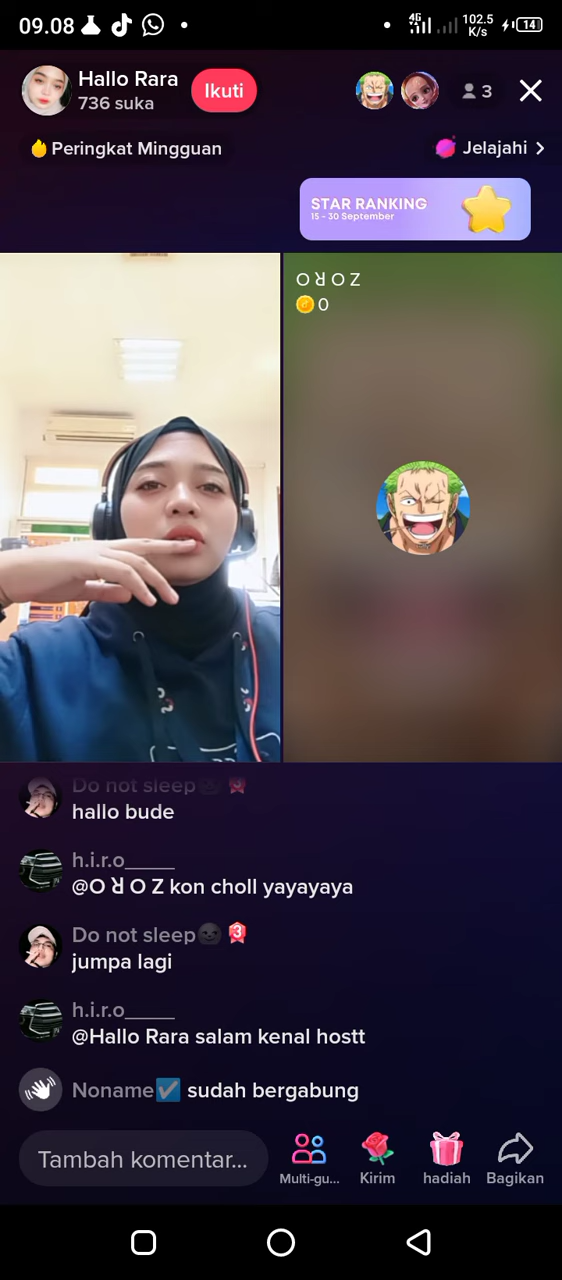 09.08
4G
102.5
K/s
14
Hallo Rara
736 suka
Ikuti
3
Peringkat Mingguan
Jelajahi >
STAR RANKING
15 - 30 September
O ꓤ O Z
0
Do not sleep 3
hallo bude
h.i.r.o_____
@O ꓤ O Z kon choll yayayaya
Do not sleep🌚 3
jumpa lagi
h.i.r.o_____
@Hallo Rara salam kenal hostt
Noname☑️ sudah bergabung
Tambah komentar...
Multi-gu...
Kirim
hadiah
Bagikan